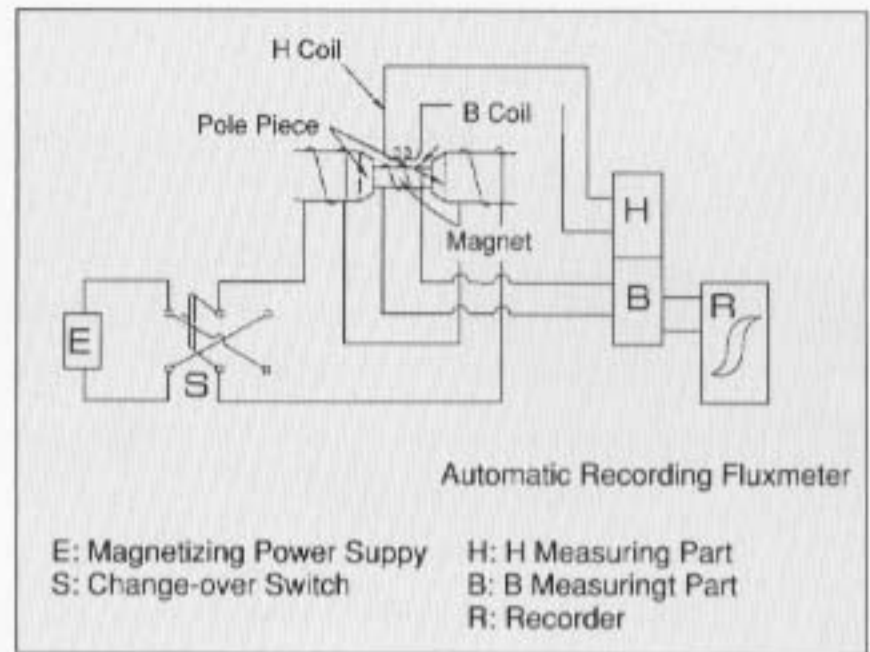 H Coil
B Coil
Pole Piece
Magnet
H
B
R
E
S
Automatic Recording Fluxmeter
E: Magnetizing Power Suppy
S: Change-over Switch
H: H Measuring Part
B: B Measuringt Part
R: Recorder